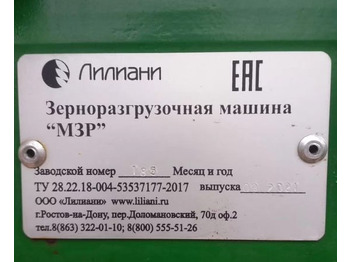 Лилиани EAC
Зерноразгрузочная машина
“МЗР”
Заводской номер Месяц и год
ТУ 28.22.18-004-53537177-2017 выпуска
ООО «Лилиани» www.liliani.ru
г.Ростов-на-Дону, пер.Доломановский, 70д оф.2
тел.8(863) 322-01-10; 8(800) 555-51-26